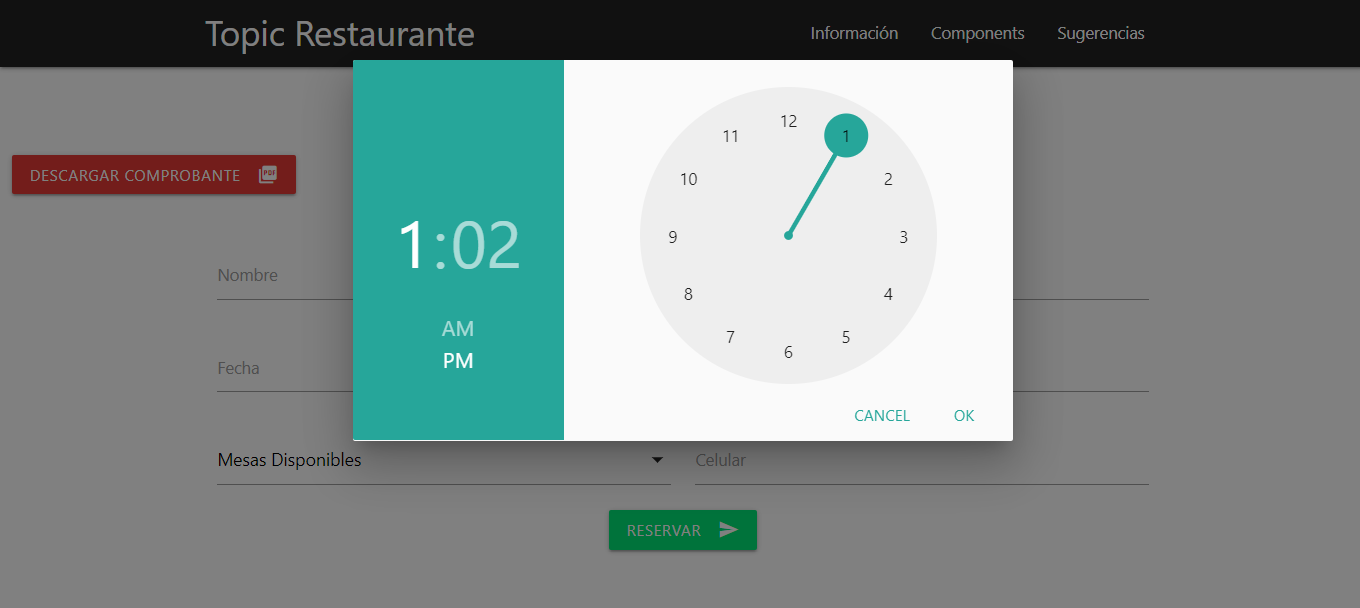 Topic Restaurante
Información Components Sugerencias
DESCARGAR COMPROBANTE PDF
1:02
AM
PM
12
1
2
3
4
5
6
7
8
9
10
11
CANCEL OK
Nombre
Fecha
Mesas Disponibles
Celular
RESERVAR